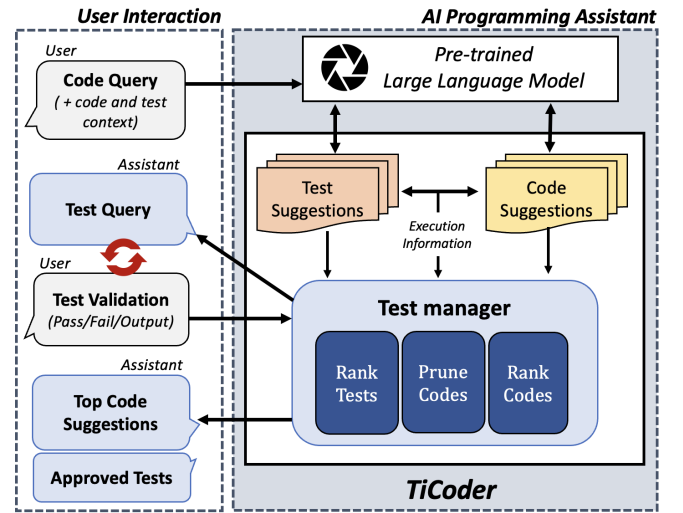 User Interaction
AI Programming Assistant
User
Code Query
( + code and test
context)
Pre-trained
Large Language Model
Assistant
Test Query
Test
Suggestions
Code
Suggestions
Execution
Information
User
Test Validation
(Pass/Fail/Output)
Test manager
Rank
Tests
Prune
Codes
Rank
Codes
Assistant
Top Code
Suggestions
Approved Tests
TiCoder